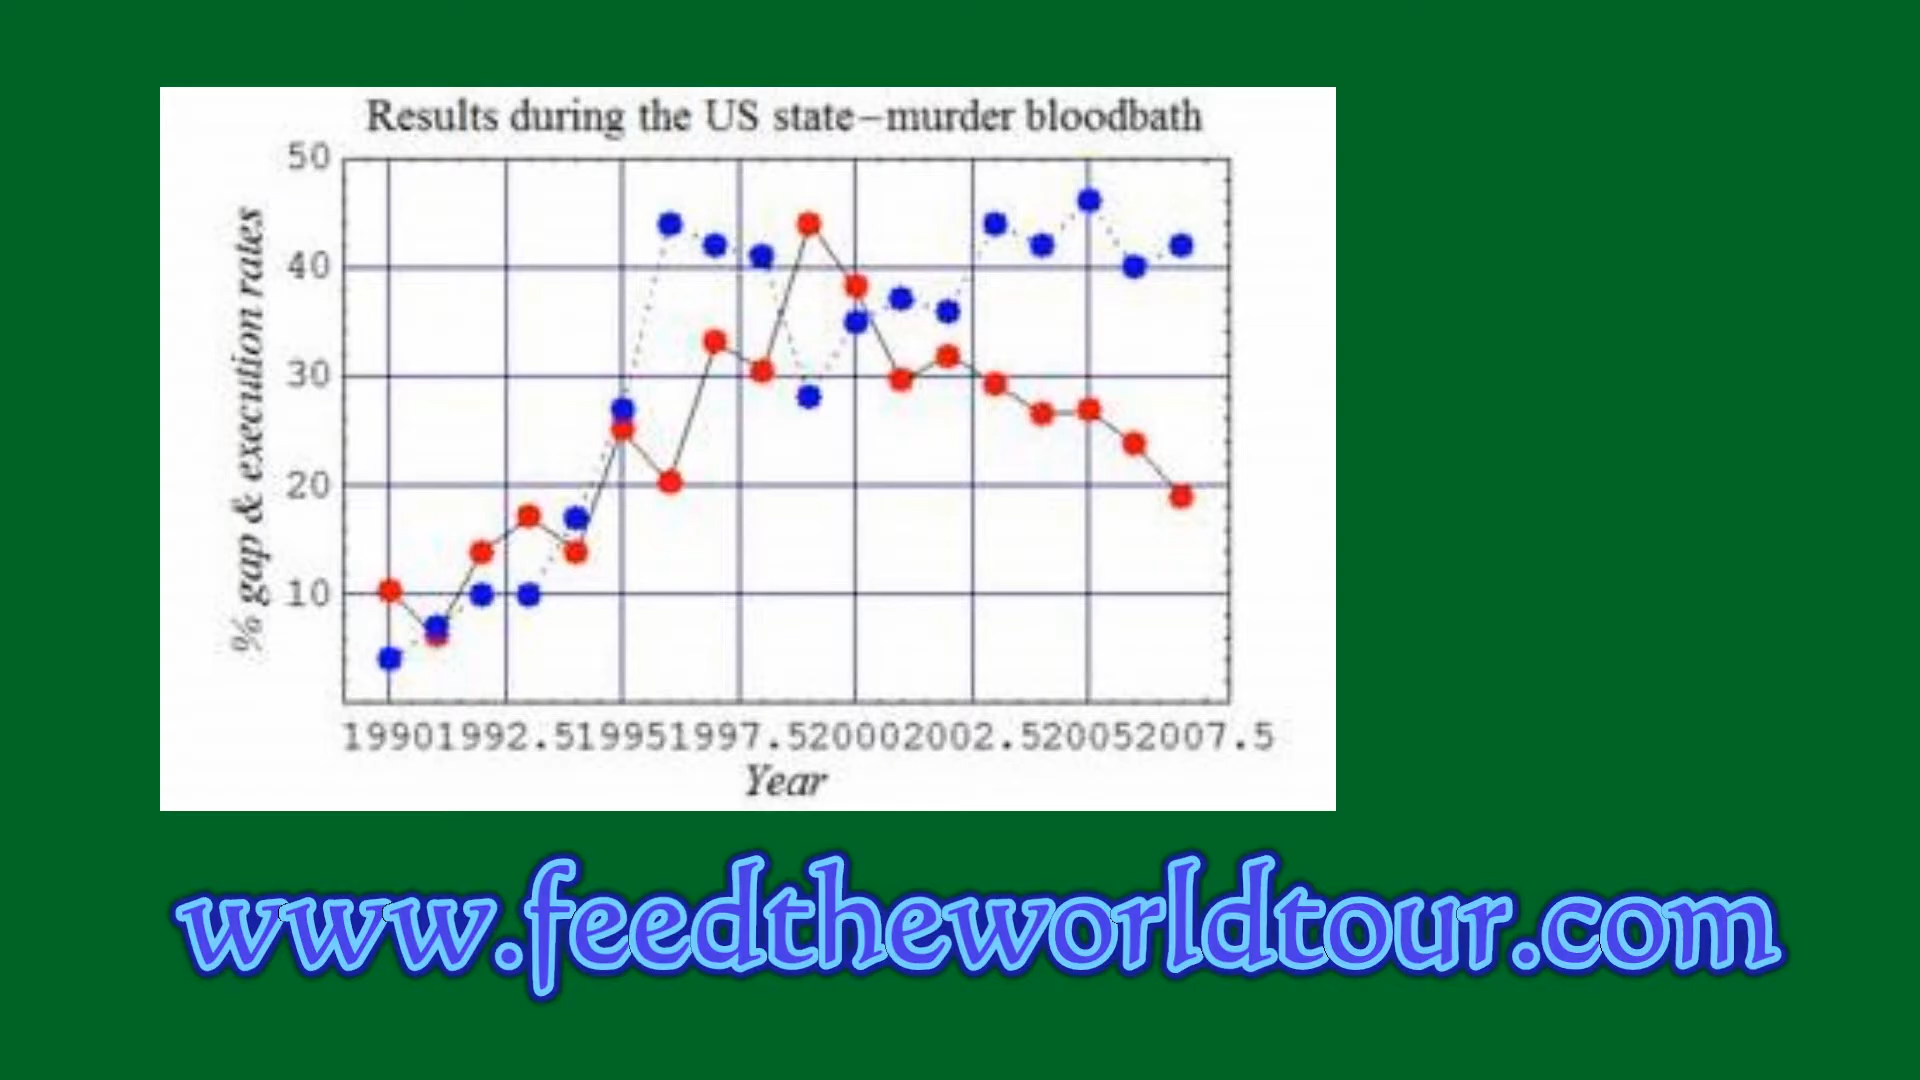 Results during the US state-murder bloodbath
50
40
30
20
10
% gap & execution rates
19901992.519951997.520002002.520052007.5
Year
www.feedtheworldtour.com